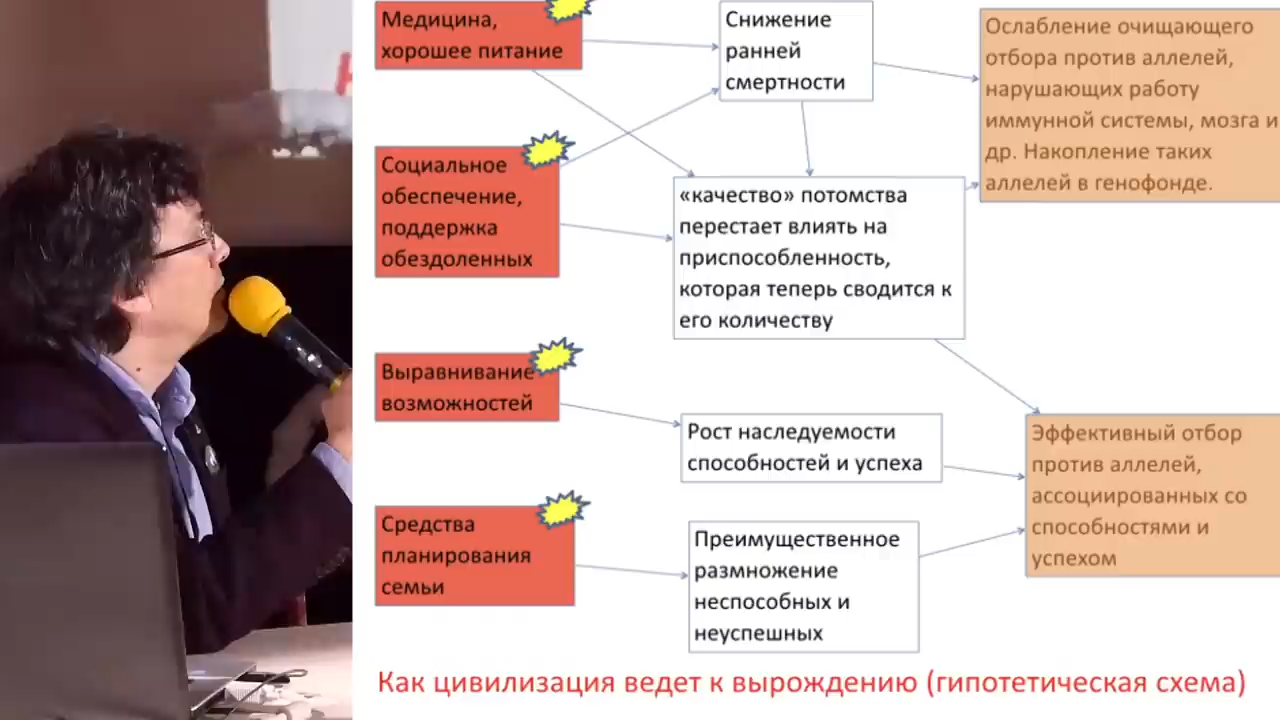 Медицина,
хорошее питание
Снижение
ранней
смертности
Ослабление очищающего
отбора против аллелей,
нарушающих работу
иммунной системы, мозга и
др. Накопление таких
аллелей в генофонде.
Социальное
обеспечение,
поддержка
обездоленных
«качество» потомства
перестает влиять на
приспособленность,
которая теперь сводится к
его количеству
Выравнивание
возможностей
Рост наследуемости
способностей и успеха
Эффективный отбор
против аллелей,
ассоциированных со
способностями и
успехом
Средства
планирования
семьи
Преимущественное
размножение
неспособных и
неуспешных
Как цивилизация ведет к вырождению (гипотетическая схема)